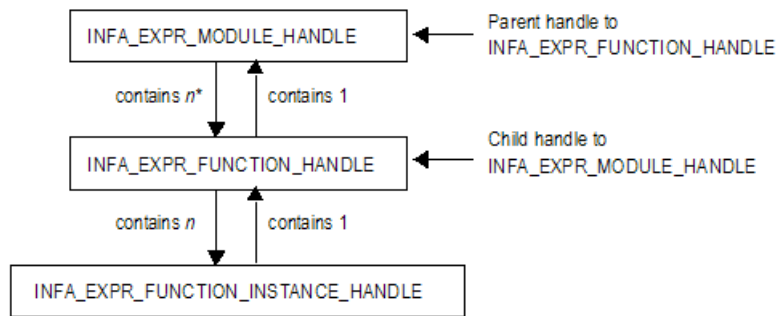 INFA_EXPR_MODULE_HANDLE
Parent handle to
INFA_EXPR_FUNCTION_HANDLE
contains n*
contains 1
INFA_EXPR_FUNCTION_HANDLE
Child handle to
INFA_EXPR_MODULE_HANDLE
contains n
contains 1
INFA_EXPR_FUNCTION_INSTANCE_HANDLE